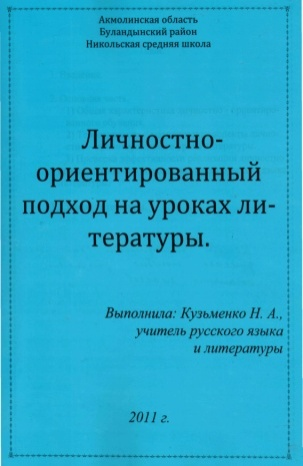 Акмолинская область
Буландынский район
Никольская средняя школа
Личностно-
ориентированный
подход на уроках ли-
тературы.
Выполнила: Кузьменко Н. А.,
учитель русского языка
и литературы
2011 г.